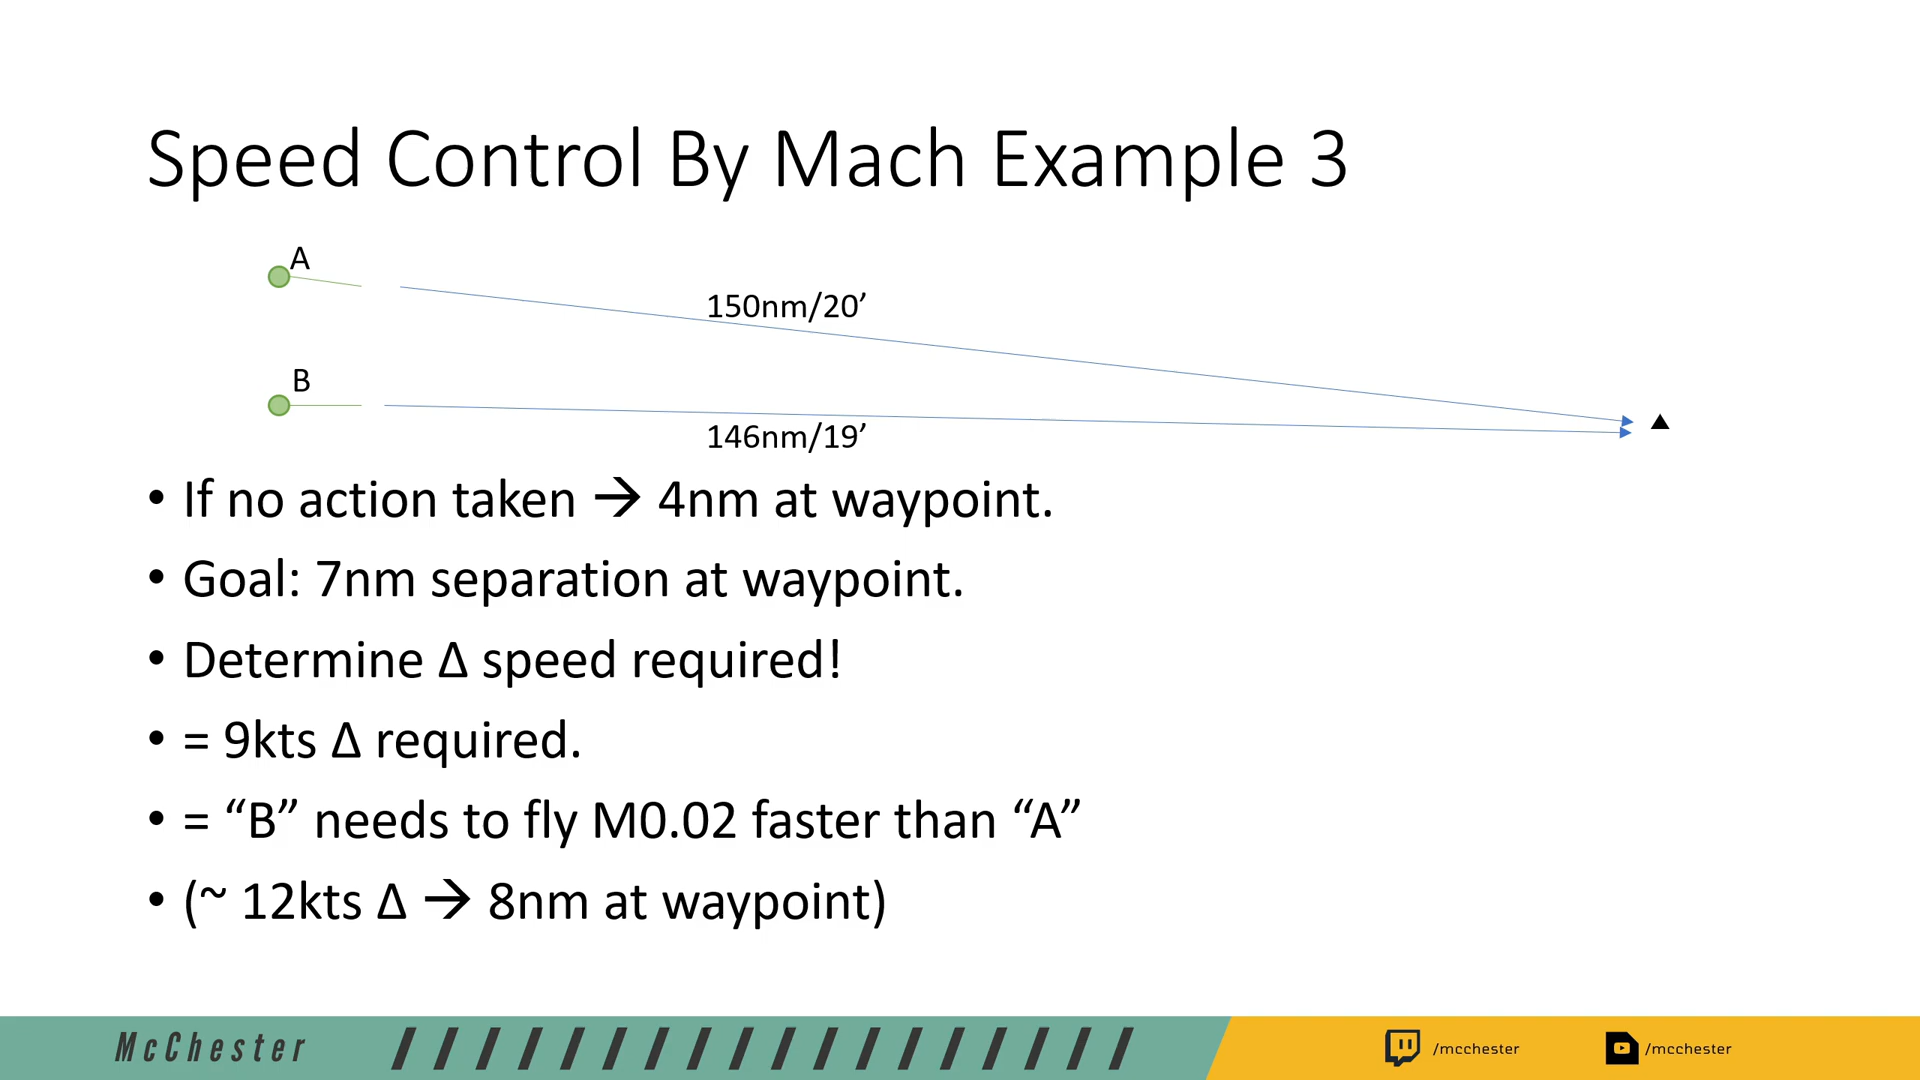 Speed Control By Mach Example 3
A
150nm/20’
B
146nm/19’
• If no action taken → 4nm at waypoint.
• Goal: 7nm separation at waypoint.
• Determine Δ speed required!
• = 9kts Δ required.
• = “B” needs to fly M0.02 faster than “A”
• (~ 12kts Δ → 8nm at waypoint)
McChester
/mcchester
/mcchester